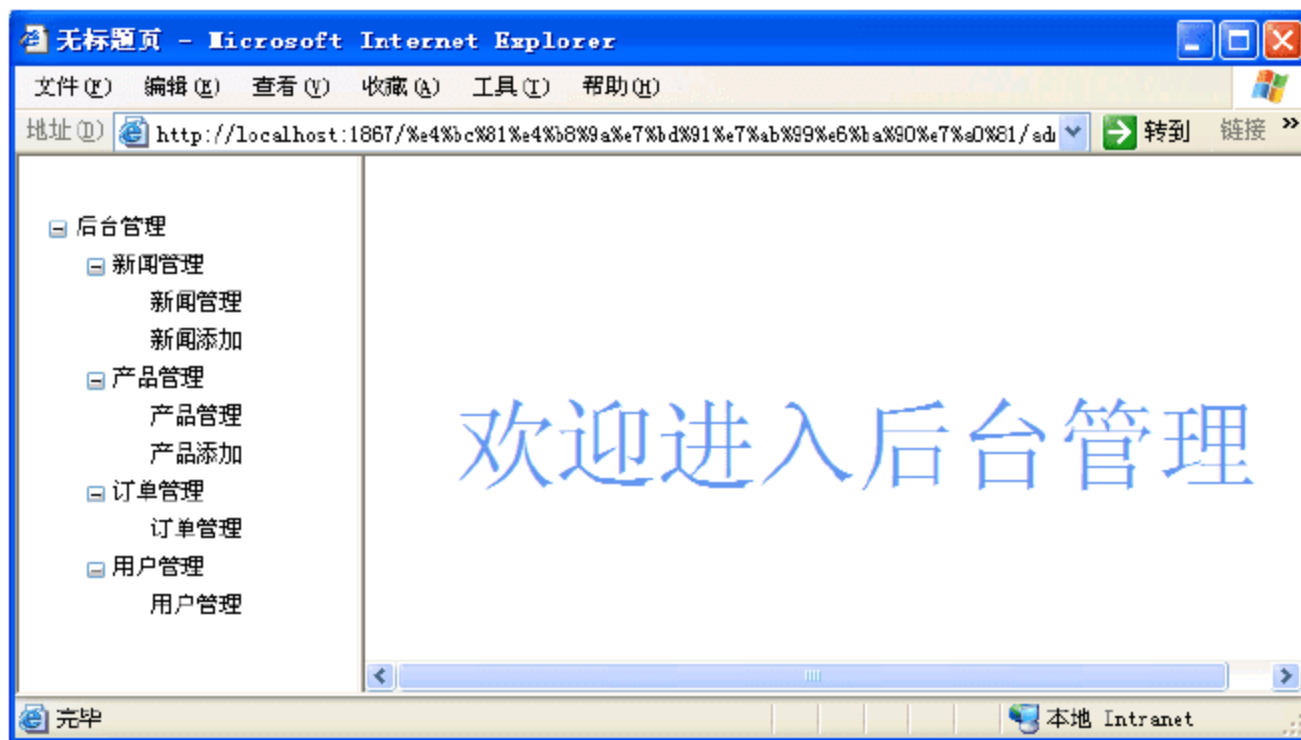 无标题页 - Microsoft Internet Explorer
文件(F) 编辑(E) 查看(V) 收藏(A) 工具(T) 帮助(H)
地址(D) http://localhost:1867/%e4%bc%81%e4%b8%9a%e7%bd%91%e7%ab%99%e6%ba%90%e7%a0%81/ad 转到 链接 »
后台管理
新闻管理
新闻管理
新闻添加
产品管理
产品管理
产品添加
订单管理
订单管理
用户管理
用户管理
欢迎进入后台管理
完毕 本地 Intranet